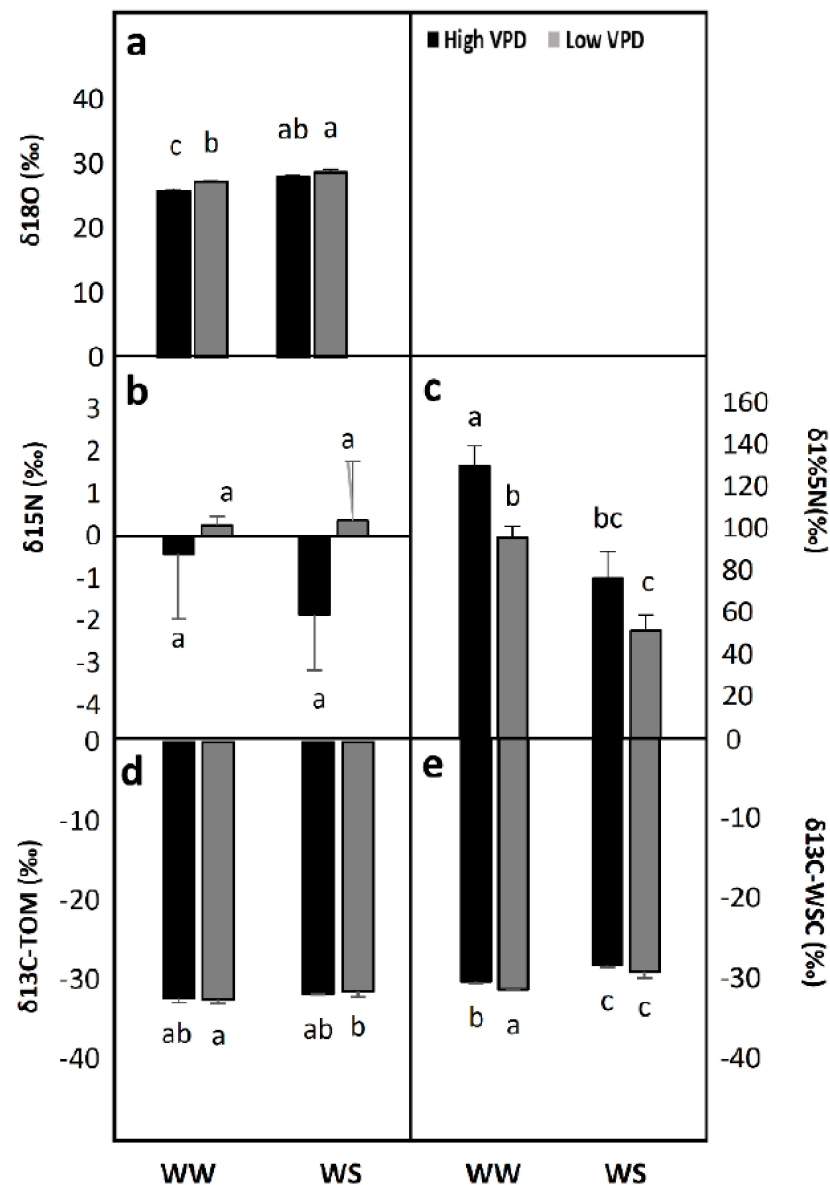 a
High VPD Low VPD
δ18O (‰)
40
30
20
10
0
c b ab a
b
δ15N (‰)
3
2
1
0
-1
-2
-3
-4
a a
a a
c
δ1%5N(‰)
160
140
120
100
80
60
40
20
0
a b bc c
d
δ13C-TOM (‰)
0
-10
-20
-30
-40
ab a ab b
e
δ13C-WSC (‰)
-10
-20
-30
-40
b a c c
WW WS WW WS